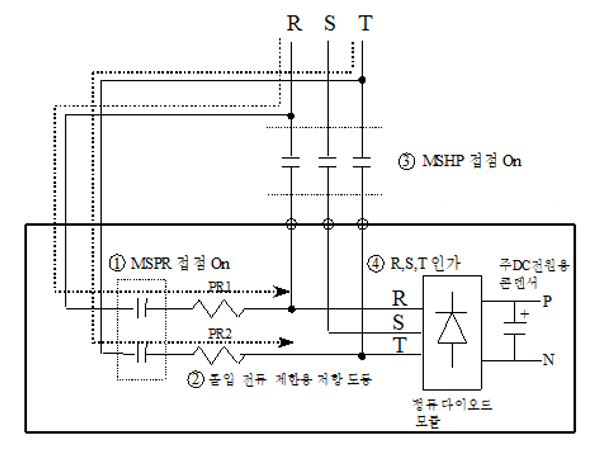 R S T
③ MSHP 접점 On
① MSPR 접점 On
④ R,S,T 인가
주DC전원용
콘덴서
PR1
R
P
S
+
PR2
T
N
② 돌입 전류 제한용 저항 도통
정류 다이오드
모듈